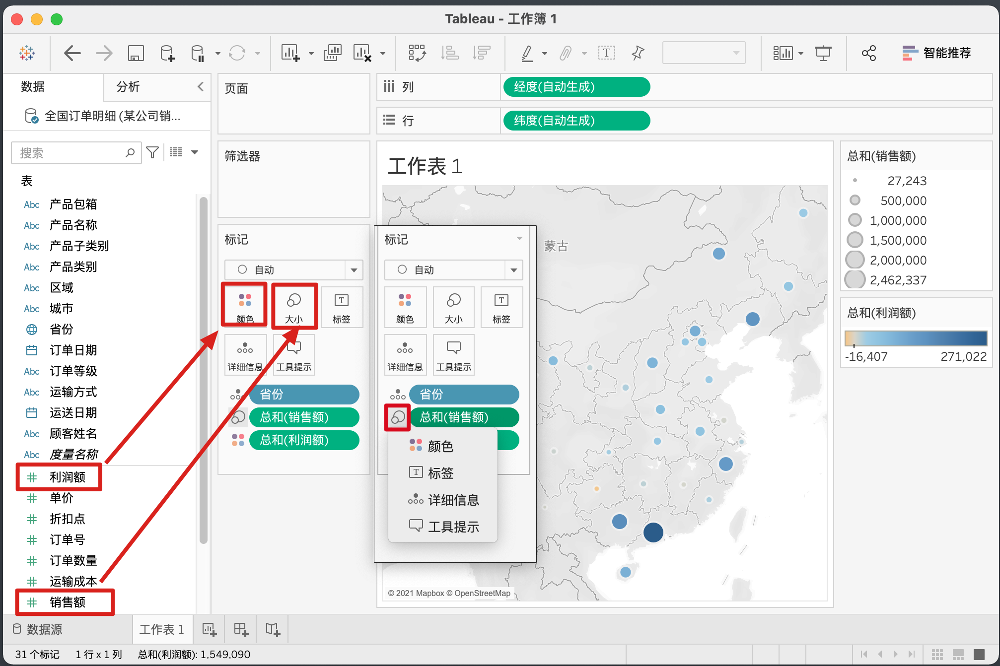 Tableau - 工作簿 1
智能推荐
数据
分析
全国订单明细 (某公司销...
搜索
表
Abc 产品包箱
Abc 产品名称
Abc 产品子类别
Abc 产品类别
Abc 区域
Abc 城市
省份
订单日期
Abc 订单等级
Abc 运输方式
运送日期
Abc 顾客姓名
Abc 度量名称
利润额
单价
折扣点
订单号
订单数量
运输成本
销售额
页面
筛选器
标记
自动
颜色
大小
标签
详细信息
工具提示
省份
总和(销售额)
总和(利润额)
列
经度(自动生成)
行
纬度(自动生成)
工作表 1
标记
自动
颜色
大小
标签
详细信息
工具提示
省份
总和(销售额)
颜色
标签
详细信息
工具提示
蒙古
© 2021 Mapbox © OpenStreetMap
总和(销售额)
27,243
500,000
1,000,000
1,500,000
2,000,000
2,462,337
总和(利润额)
-16,407 271,022
数据源
工作表 1
31 个标记 1 行 x 1 列 总和(利润额): 1,549,090